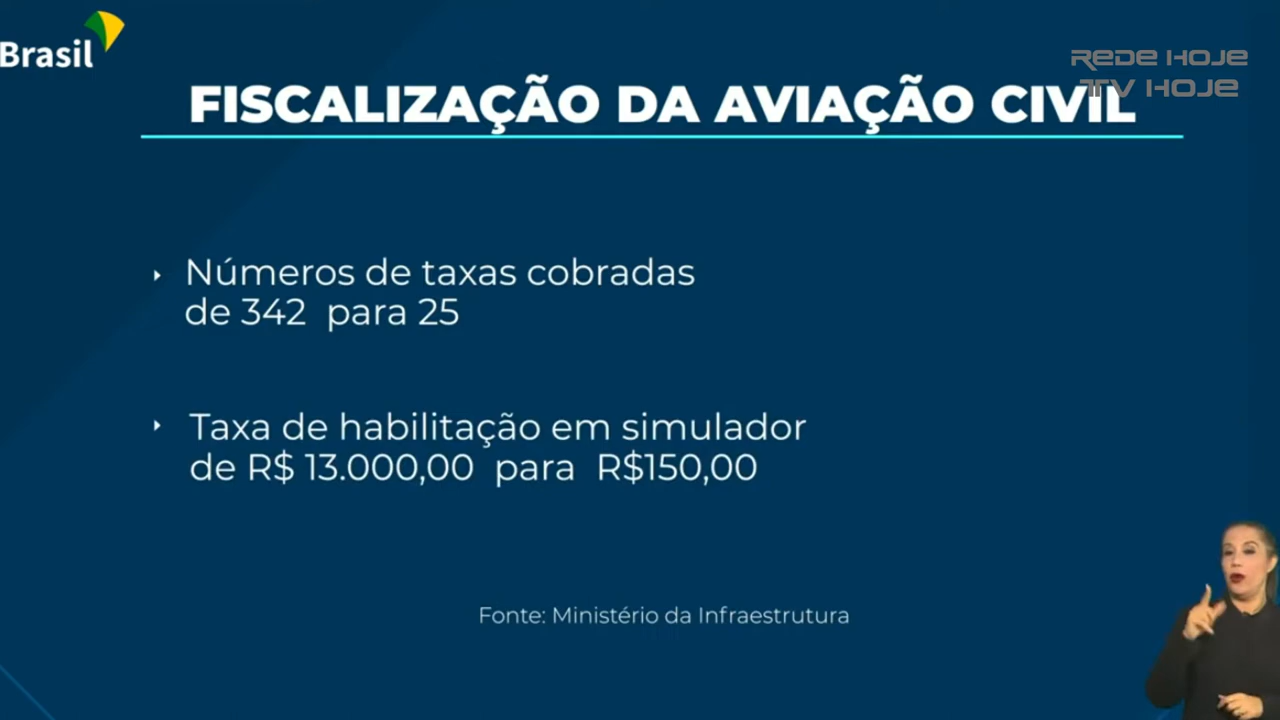 Brasil
REDE HOJE
TV HOJE
FISCALIZAÇÃO DA AVIAÇÃO CIVIL
Números de taxas cobradas
de 342 para 25
Taxa de habilitação em simulador
de R$ 13.000,00 para R$150,00
Fonte: Ministério da Infraestrutura